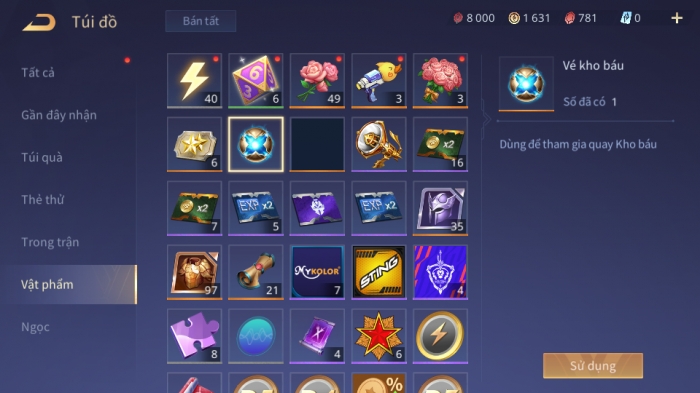 Túi đồ
Bán tất
8 000
1 631
781
0
Tất cả
Gần đây nhận
Túi quà
Thẻ thử
Trong trận
Vật phẩm
Ngọc
40
6
49
3
3
6
x2
16
x2
7
EXP x2
5
EXP x2
35
97
21
MYKOLOR
7
STING
4
8
X
4
6
%
Vé kho báu
Số đã có 1
Dùng để tham gia quay Kho báu
Sử dụng